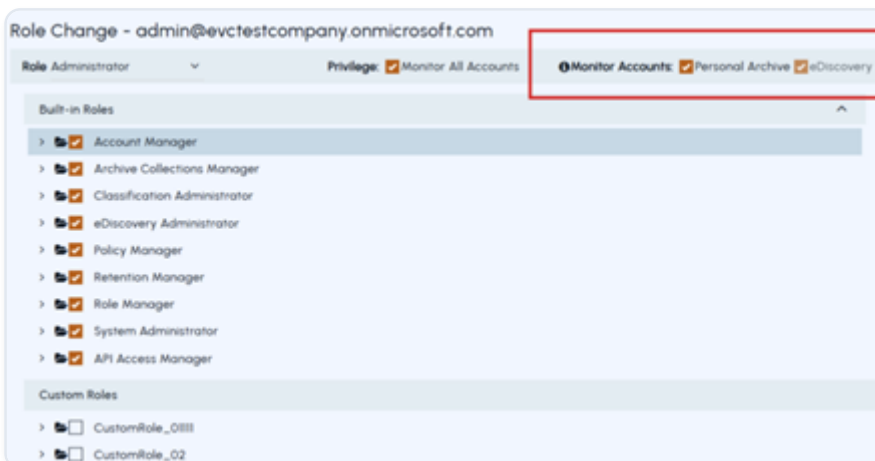 Role Change - admin@evctestcompany.onmicrosoft.com
Role Administrator Privilege: Monitor All Accounts Monitor Accounts: Personal Archive eDiscovery
Built-in Roles
Account Manager
Archive Collections Manager
Classification Administrator
eDiscovery Administrator
Policy Manager
Retention Manager
Role Manager
System Administrator
API Access Manager
Custom Roles
CustomRole_01111
CustomRole_02